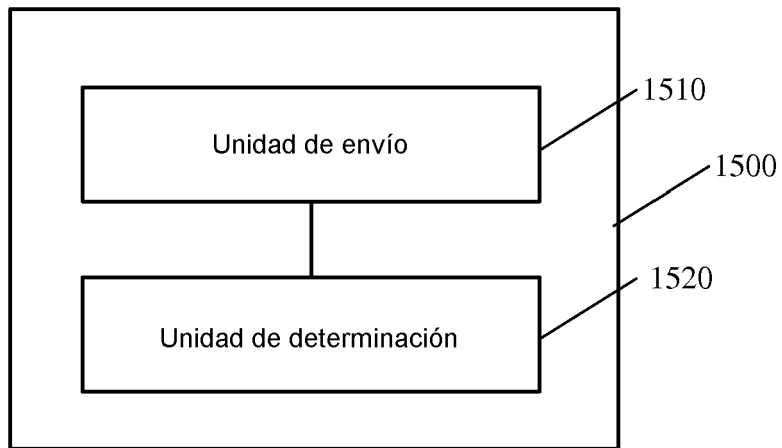 Unidad de envío
1510
1500
1520
Unidad de determinación